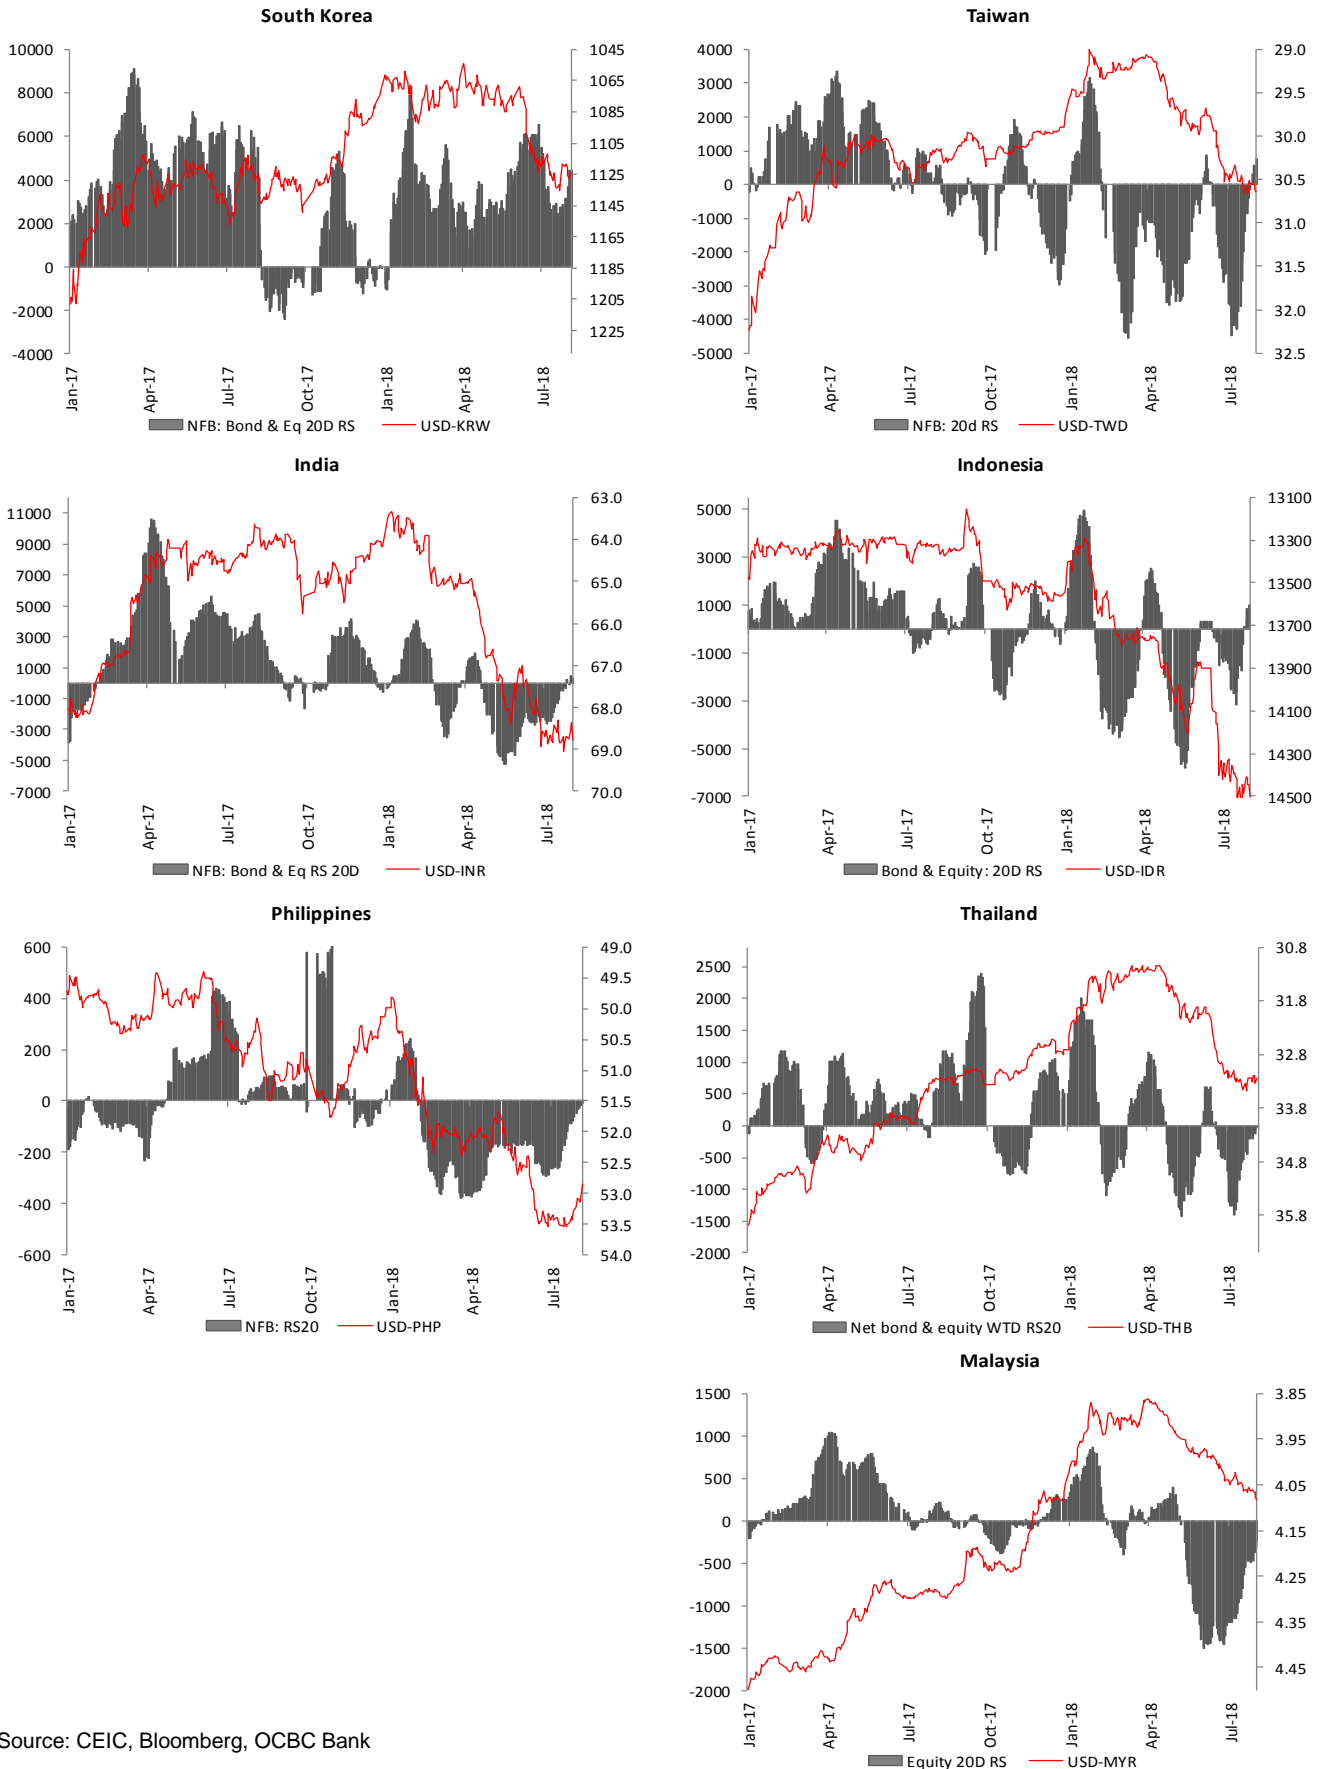 South Korea
10000
8000
6000
4000
2000
0
-2000
-4000
1045
1065
1085
1105
1125
1145
1165
1185
1205
1225
Jan-17
Apr-17
Jul-17
Oct-17
Jan-18
Apr-18
Jul-18
NFB: Bond & Eq 20D RS USD-KRW
Taiwan
4000
3000
2000
1000
0
-1000
-2000
-3000
-4000
-5000
29.0
29.5
30.0
30.5
31.0
31.5
32.0
32.5
Jan-17
Apr-17
Jul-17
Oct-17
Jan-18
Apr-18
Jul-18
NFB: 20d RS USD-TWD
India
11000
9000
7000
5000
3000
1000
-1000
-3000
-5000
-7000
63.0
64.0
65.0
66.0
67.0
68.0
69.0
70.0
Jan-17
Apr-17
Jul-17
Oct-17
Jan-18
Apr-18
Jul-18
NFB: Bond & Eq RS 20D USD-INR
Indonesia
5000
3000
1000
-1000
-3000
-5000
-7000
13100
13300
13500
13700
13900
14100
14300
14500
Jan-17
Apr-17
Jul-17
Oct-17
Jan-18
Apr-18
Jul-18
Bond & Equity: 20D RS USD-IDR
Philippines
600
400
200
0
-200
-400
-600
49.0
49.5
50.0
50.5
51.0
51.5
52.0
52.5
53.0
53.5
54.0
Jan-17
Apr-17
Jul-17
Oct-17
Jan-18
Apr-18
Jul-18
NFB: RS20 USD-PHP
Thailand
2500
2000
1500
1000
500
0
-500
-1000
-1500
-2000
30.8
31.8
32.8
33.8
34.8
35.8
Jan-17
Apr-17
Jul-17
Oct-17
Jan-18
Apr-18
Jul-18
Net bond & equity WTD RS20 USD-THB
Malaysia
1500
1000
500
0
-500
-1000
-1500
-2000
3.85
3.95
4.05
4.15
4.25
4.35
4.45
Jan-17
Apr-17
Jul-17
Oct-17
Jan-18
Apr-18
Jul-18
Equity 20D RS USD-MYR
Source: CEIC, Bloomberg, OCBC Bank